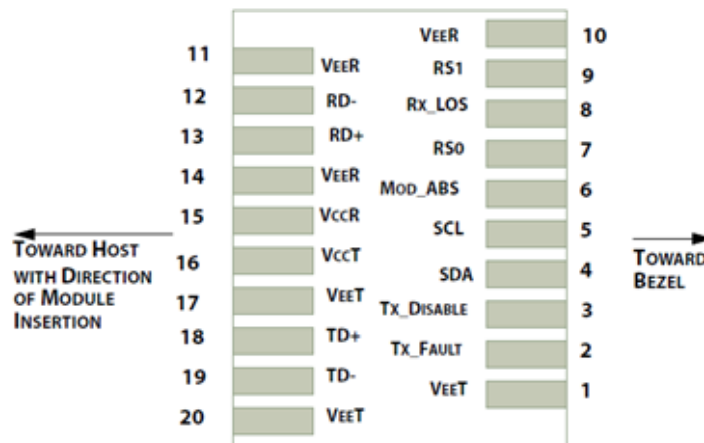 11 VEER
12 RD-
13 RD+
14 VEER
15 VCCR
16 VCCT
17 VEET
18 TD+
19 TD-
20 VEET
VEER 10
RS1 9
RX_LOS 8
RS0 7
MOD_ABS 6
SCL 5
SDA 4
TX_DISABLE 3
TX_FAULT 2
VEET 1
TOWARD HOST
WITH DIRECTION
OF MODULE
INSERTION
TOWARD
BEZEL